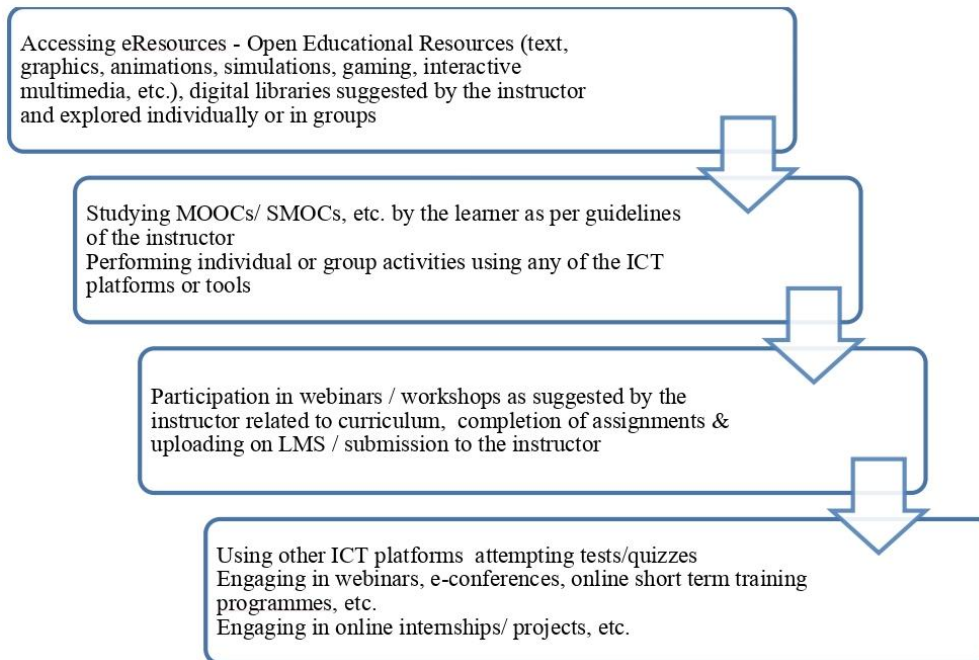 Accessing eResources - Open Educational Resources (text,
graphics, animations, simulations, gaming, interactive
multimedia, etc.), digital libraries suggested by the instructor
and explored individually or in groups
Studying MOOCs/ SMOCs, etc. by the learner as per guidelines
of the instructor
Performing individual or group activities using any of the ICT
platforms or tools
Participation in webinars / workshops as suggested by the
instructor related to curriculum, completion of assignments &
uploading on LMS / submission to the instructor
Using other ICT platforms attempting tests/quizzes
Engaging in webinars, e-conferences, online short term training
programmes, etc.
Engaging in online internships/ projects, etc.